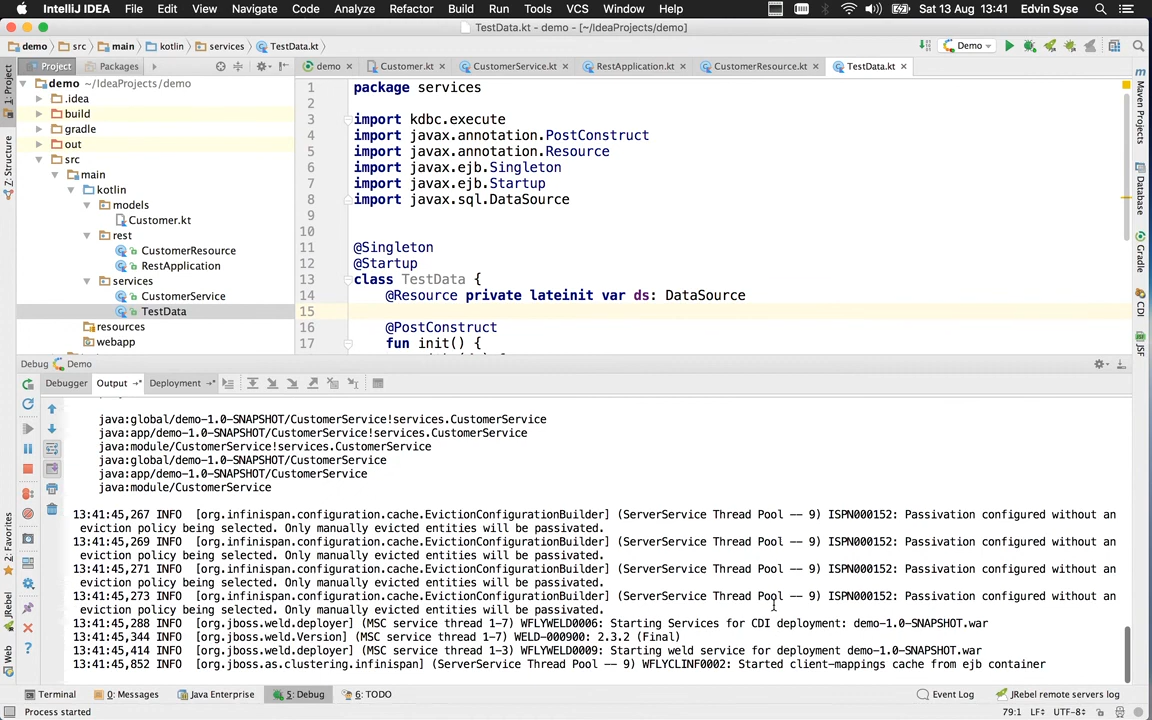 IntelliJ IDEA File Edit View Navigate Code Analyze Refactor Build Run Tools VCS Window Help Sat 13 Aug 13:41 Edvin Syse
TestData.kt - demo - [~/IdeaProjects/demo]
demo src main kotlin services TestData.kt Demo
Project Packages demo Customer.kt CustomerService.kt RestApplication.kt CustomerResource.kt TestData.kt
demo ~/IdeaProjects/demo
.idea
build
gradle
out
src
main
kotlin
models
Customer.kt
rest
CustomerResource
RestApplication
services
CustomerService
TestData
resources
webapp
1 package services
2
3 import kdbc.execute
4 import javax.annotation.PostConstruct
5 import javax.annotation.Resource
6 import javax.ejb.Singleton
7 import javax.ejb.Startup
8 import javax.sql.DataSource
9
10
11 @Singleton
12 @Startup
13 class TestData {
14 @Resource private lateinit var ds: DataSource
15
16 @PostConstruct
17 fun init() {
1: Project
Z: Structure
2: Favorites
JRebel
Web
Maven Projects
Database
Gradle
CDI
JSF
Debug Demo
Debugger Output Deployment
java:global/demo-1.0-SNAPSHOT/CustomerService!services.CustomerService
java:app/demo-1.0-SNAPSHOT/CustomerService!services.CustomerService
java:module/CustomerService!services.CustomerService
java:global/demo-1.0-SNAPSHOT/CustomerService
java:app/demo-1.0-SNAPSHOT/CustomerService
java:module/CustomerService
13:41:45,267 INFO [org.infinispan.configuration.cache.EvictionConfigurationBuilder] (ServerService Thread Pool -- 9) ISPN000152: Passivation configured without an
eviction policy being selected. Only manually evicted entities will be passivated.
13:41:45,269 INFO [org.infinispan.configuration.cache.EvictionConfigurationBuilder] (ServerService Thread Pool -- 9) ISPN000152: Passivation configured without an
eviction policy being selected. Only manually evicted entities will be passivated.
13:41:45,271 INFO [org.infinispan.configuration.cache.EvictionConfigurationBuilder] (ServerService Thread Pool -- 9) ISPN000152: Passivation configured without an
eviction policy being selected. Only manually evicted entities will be passivated.
13:41:45,273 INFO [org.infinispan.configuration.cache.EvictionConfigurationBuilder] (ServerService Thread Pool -- 9) ISPN000152: Passivation configured without an
eviction policy being selected. Only manually evicted entities will be passivated.
13:41:45,288 INFO [org.jboss.weld.deployer] (MSC service thread 1-7) WFLYWELD0006: Starting Services for CDI deployment: demo-1.0-SNAPSHOT.war
13:41:45,344 INFO [org.jboss.weld.Version] (MSC service thread 1-7) WELD-000900: 2.3.2 (Final)
13:41:45,414 INFO [org.jboss.weld.deployer] (MSC service thread 1-3) WFLYWELD0009: Starting weld service for deployment demo-1.0-SNAPSHOT.war
13:41:45,852 INFO [org.jboss.as.clustering.infinispan] (ServerService Thread Pool -- 9) WFLYCLINF0002: Started client-mappings cache from ejb container
Terminal 0: Messages Java Enterprise 5: Debug 6: TODO Event Log JRebel remote servers log
Process started 79:1 LF UTF-8